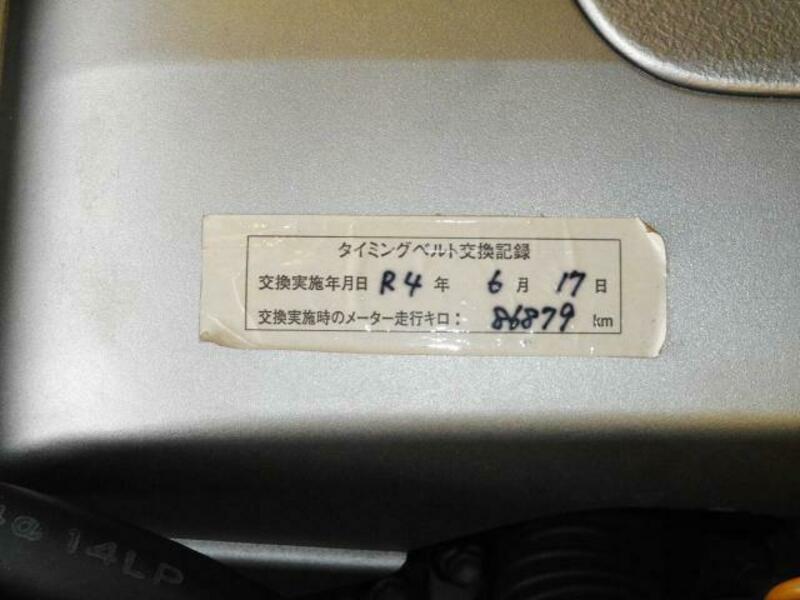 タイミングベルト交換記録
交換実施年月日 R4 年 6 月 17 日
交換実施時のメーター走行キロ： 86879 km
14LP